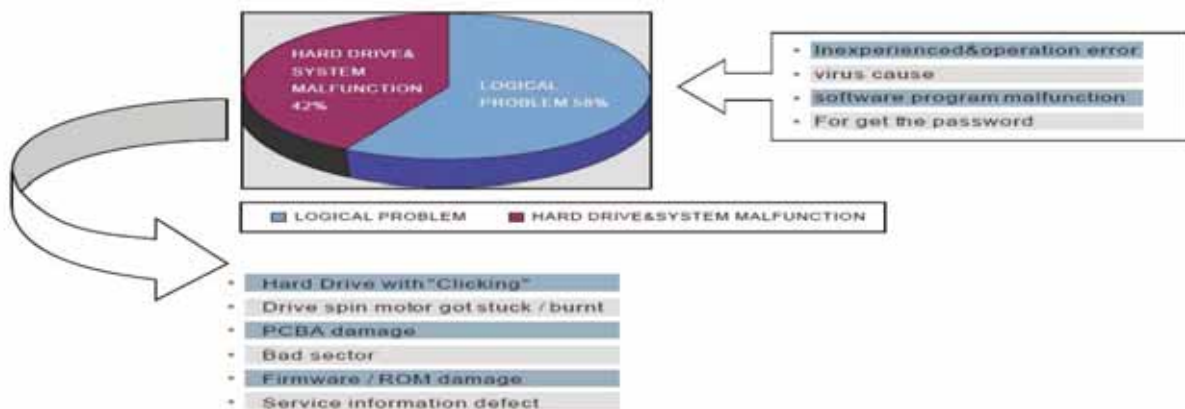 HARD DRIVE&
SYSTEM
MALFUNCTION
42%
LOGICAL
PROBLEM 58%
• Inexperienced&operation error
• virus cause
• software program malfunction
• For get the password
LOGICAL PROBLEM
HARD DRIVE&SYSTEM MALFUNCTION
• Hard Drive with "Clicking"
• Drive spin motor got stuck / burnt
• PCBA damage
• Bad sector
• Firmware / ROM damage
• Service information defect